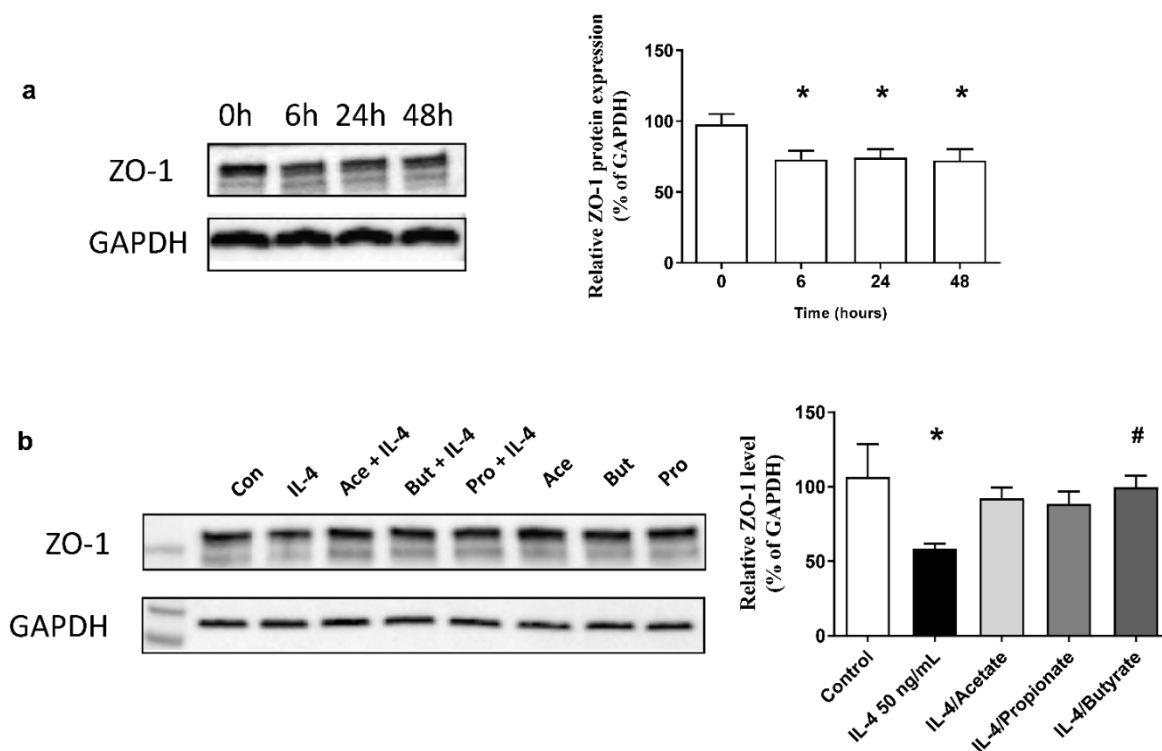 a
0h 6h 24h 48h
ZO-1
GAPDH
Relative ZO-1 protein expression
(% of GAPDH)
150
100
50
0
* * *
0 6 24 48
Time (hours)
b
Con IL-4 Ace + IL-4 But + IL-4 Pro + IL-4 Ace But Pro
ZO-1
GAPDH
Relative ZO-1 level
(% of GAPDH)
150
100
50
0
* #
Control IL-4 50 ng/mL IL-4/Acetate IL-4/Propionate IL-4/Butyrate